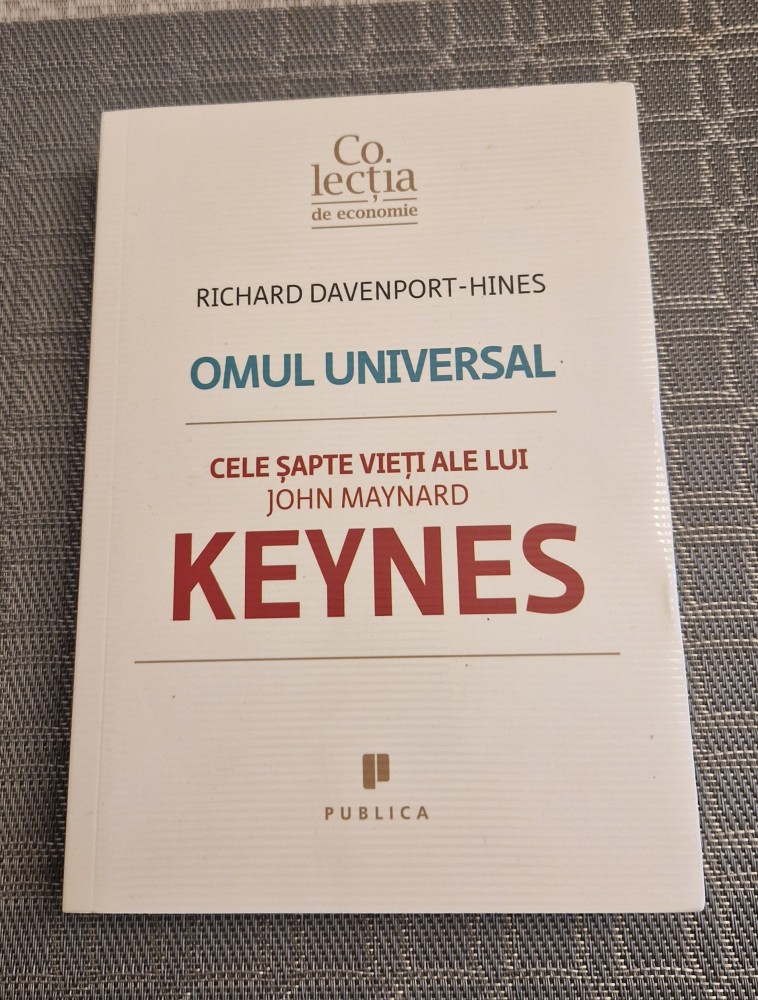 Co.
lecția
de economie
RICHARD DAVENPORT-HINES
OMUL UNIVERSAL
CELE ȘAPTE VIEȚI ALE LUI
JOHN MAYNARD
KEYNES
PUBLICA